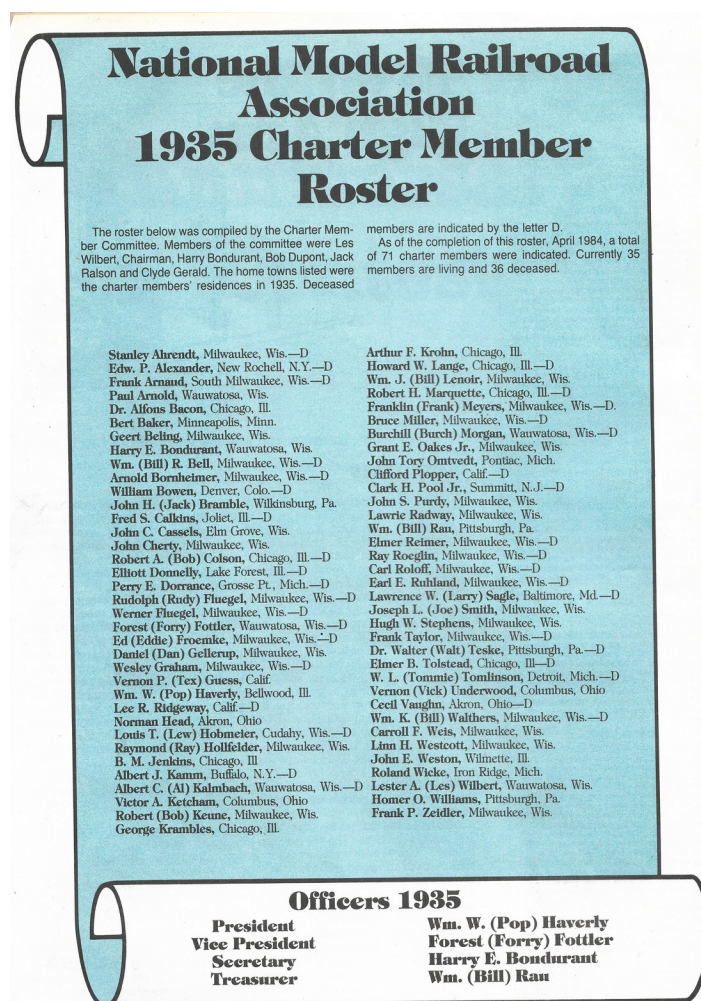 National Model Railroad
Association
1935 Charter Member
Roster
The roster below was compiled by the Charter Mem-
ber Committee. Members of the committee were Les
Wilbert, Chairman, Harry Bondurant, Bob Dupont, Jack
Ralson and Clyde Gerald. The home towns listed were
the charter members' residences in 1935. Deceased
members are indicated by the letter D.
As of the completion of this roster, April 1984, a total
of 71 charter members were indicated. Currently 35
members are living and 36 deceased.
Stanley Ahrendt, Milwaukee, Wis.—D
Edw. P. Alexander, New Rochell, N.Y.—D
Frank Arnaud, South Milwaukee, Wis.—D
Paul Arnold, Wauwatosa, Wis.
Dr. Alfons Bacon, Chicago, Ill.
Bert Baker, Minneapolis, Minn.
Geert Beling, Milwaukee, Wis.
Harry E. Bondurant, Wauwatosa, Wis.
Wm. (Bill) R. Bell, Milwaukee, Wis.—D
Arnold Bornheimer, Milwaukee, Wis.—D
William Bowen, Denver, Colo.—D
John H. (Jack) Bramble, Wilkinsburg, Pa.
Fred S. Calkins, Joliet, Ill.—D
John C. Cassels, Elm Grove, Wis.
John Cherty, Milwaukee, Wis.
Robert A. (Bob) Colson, Chicago, Ill.—D
Elliott Donnelly, Lake Forest, Ill.—D
Perry E. Dorrance, Grosse Pt., Mich.—D
Rudolph (Rudy) Fluegel, Milwaukee, Wis.—D
Werner Fluegel, Milwaukee, Wis.—D
Forest (Forry) Fottler, Wauwatosa, Wis.—D
Ed (Eddie) Froemke, Milwaukee, Wis.—D
Daniel (Dan) Gellerup, Milwaukee, Wis.
Wesley Graham, Milwaukee, Wis.—D
Vernon P. (Tex) Guess, Calif.
Wm. W. (Pop) Haverly, Bellwood, Ill.
Lee R. Ridgeway, Calif.—D
Norman Head, Akron, Ohio
Louis T. (Lew) Hobmeier, Cudahy, Wis.—D
Raymond (Ray) Hollfelder, Milwaukee, Wis.
B. M. Jenkins, Chicago, Ill
Albert J. Kamm, Buffalo, N.Y.—D
Albert C. (Al) Kalmbach, Wauwatosa, Wis.—D
Victor A. Ketcham, Columbus, Ohio
Robert (Bob) Keune, Milwaukee, Wis.
George Krambles, Chicago, Ill.
Arthur F. Krohn, Chicago, Ill.
Howard W. Lange, Chicago, Ill.—D
Wm. J. (Bill) Lenoir, Milwaukee, Wis.
Robert H. Marquette, Chicago, Ill.—D
Franklin (Frank) Meyers, Milwaukee, Wis.—D.
Bruce Miller, Milwaukee, Wis.—D
Burchill (Burch) Morgan, Wauwatosa, Wis.—D
Grant E. Oakes Jr., Milwaukee, Wis.
John Tory Omtvedt, Pontiac, Mich.
Clifford Plopper, Calif.—D
Clark H. Pool Jr., Summitt, N.J.—D
John S. Purdy, Milwaukee, Wis.
Lawrie Radway, Milwaukee, Wis.
Wm. (Bill) Rau, Pittsburgh, Pa.
Elmer Reimer, Milwaukee, Wis.—D
Ray Roeglin, Milwaukee, Wis.—D
Carl Roloff, Milwaukee, Wis.—D
Earl E. Ruhland, Milwaukee, Wis.—D
Lawrence W. (Larry) Sagle, Baltimore, Md.—D
Joseph L. (Joe) Smith, Milwaukee, Wis.
Hugh W. Stephens, Milwaukee, Wis.
Frank Taylor, Milwaukee, Wis.—D
Dr. Walter (Walt) Teske, Pittsburgh, Pa.—D
Elmer B. Tolstead, Chicago, Ill—D
W. L. (Tommie) Tomlinson, Detroit, Mich.—D
Vernon (Vick) Underwood, Columbus, Ohio
Cecil Vaughn, Akron, Ohio—D
Wm. K. (Bill) Walthers, Milwaukee, Wis.—D
Carroll F. Weis, Milwaukee, Wis.
Linn H. Westcott, Milwaukee, Wis.
John E. Weston, Wilmette, Ill.
Roland Wicke, Iron Ridge, Mich.
Lester A. (Les) Wilbert, Wauwatosa, Wis.
Homer O. Williams, Pittsburgh, Pa.
Frank P. Zeidler, Milwaukee, Wis.
Officers 1935
President Wm. W. (Pop) Haverly
Vice President Forest (Forry) Fottler
Secretary Harry E. Bondurant
Treasurer Wm. (Bill) Rau